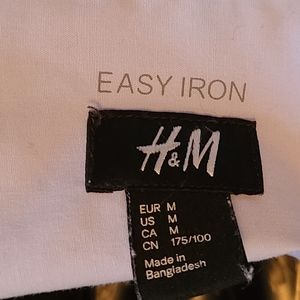 EASY IRON
H&M
EUR M
US M
CA M
CN 175/100
Made in
Bangladesh